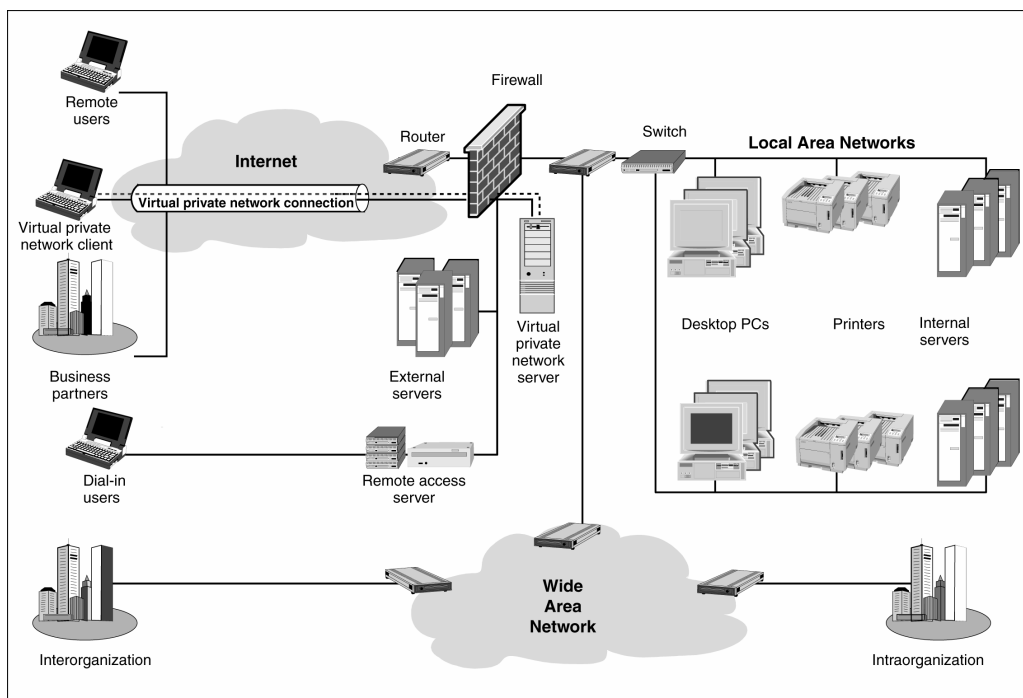 Firewall
Remote
users
Router
Switch
Local Area Networks
Internet
Virtual private network connection
Virtual private
network client
Desktop PCs
Printers
Internal
servers
Virtual
private
network
server
Business
partners
External
servers
Dial-in
users
Remote access
server
Wide
Area
Network
Interorganization
Intraorganization